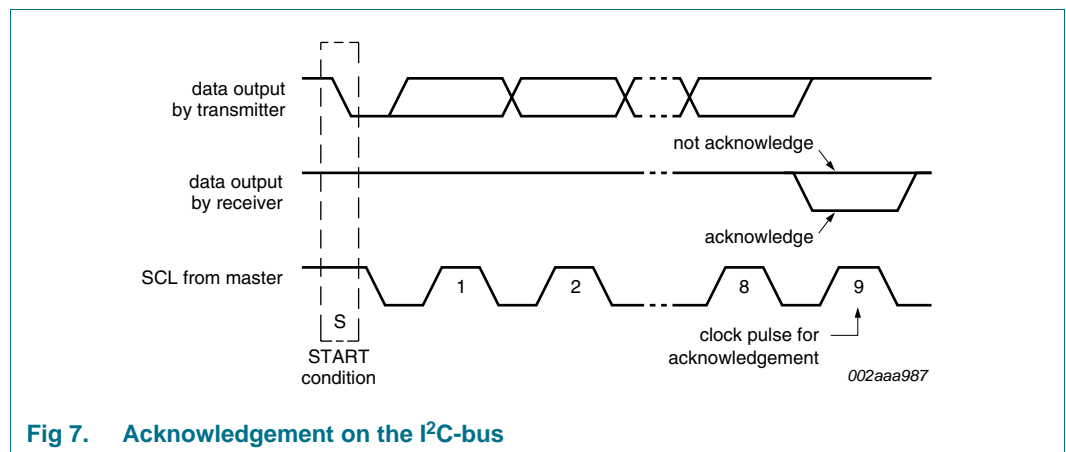 data output
by transmitter
not acknowledge
data output
by receiver
acknowledge
SCL from master
1
2
8
9
S
START
condition
clock pulse for
acknowledgement
002aaa987
Fig 7. Acknowledgement on the I²C-bus